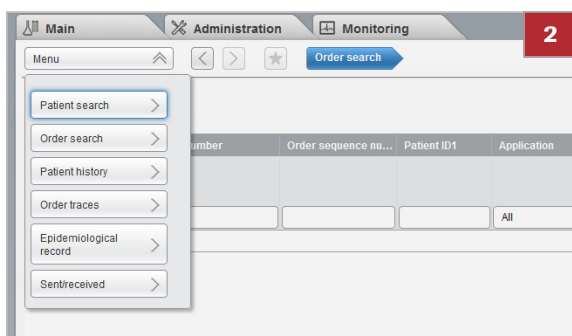 Main
Administration
Monitoring
2
Menu
Order search
Patient search
Order search
Patient history
Order traces
Epidemiological
record
Sent/received
umber
Order sequence nu...
Patient ID1
Application
All